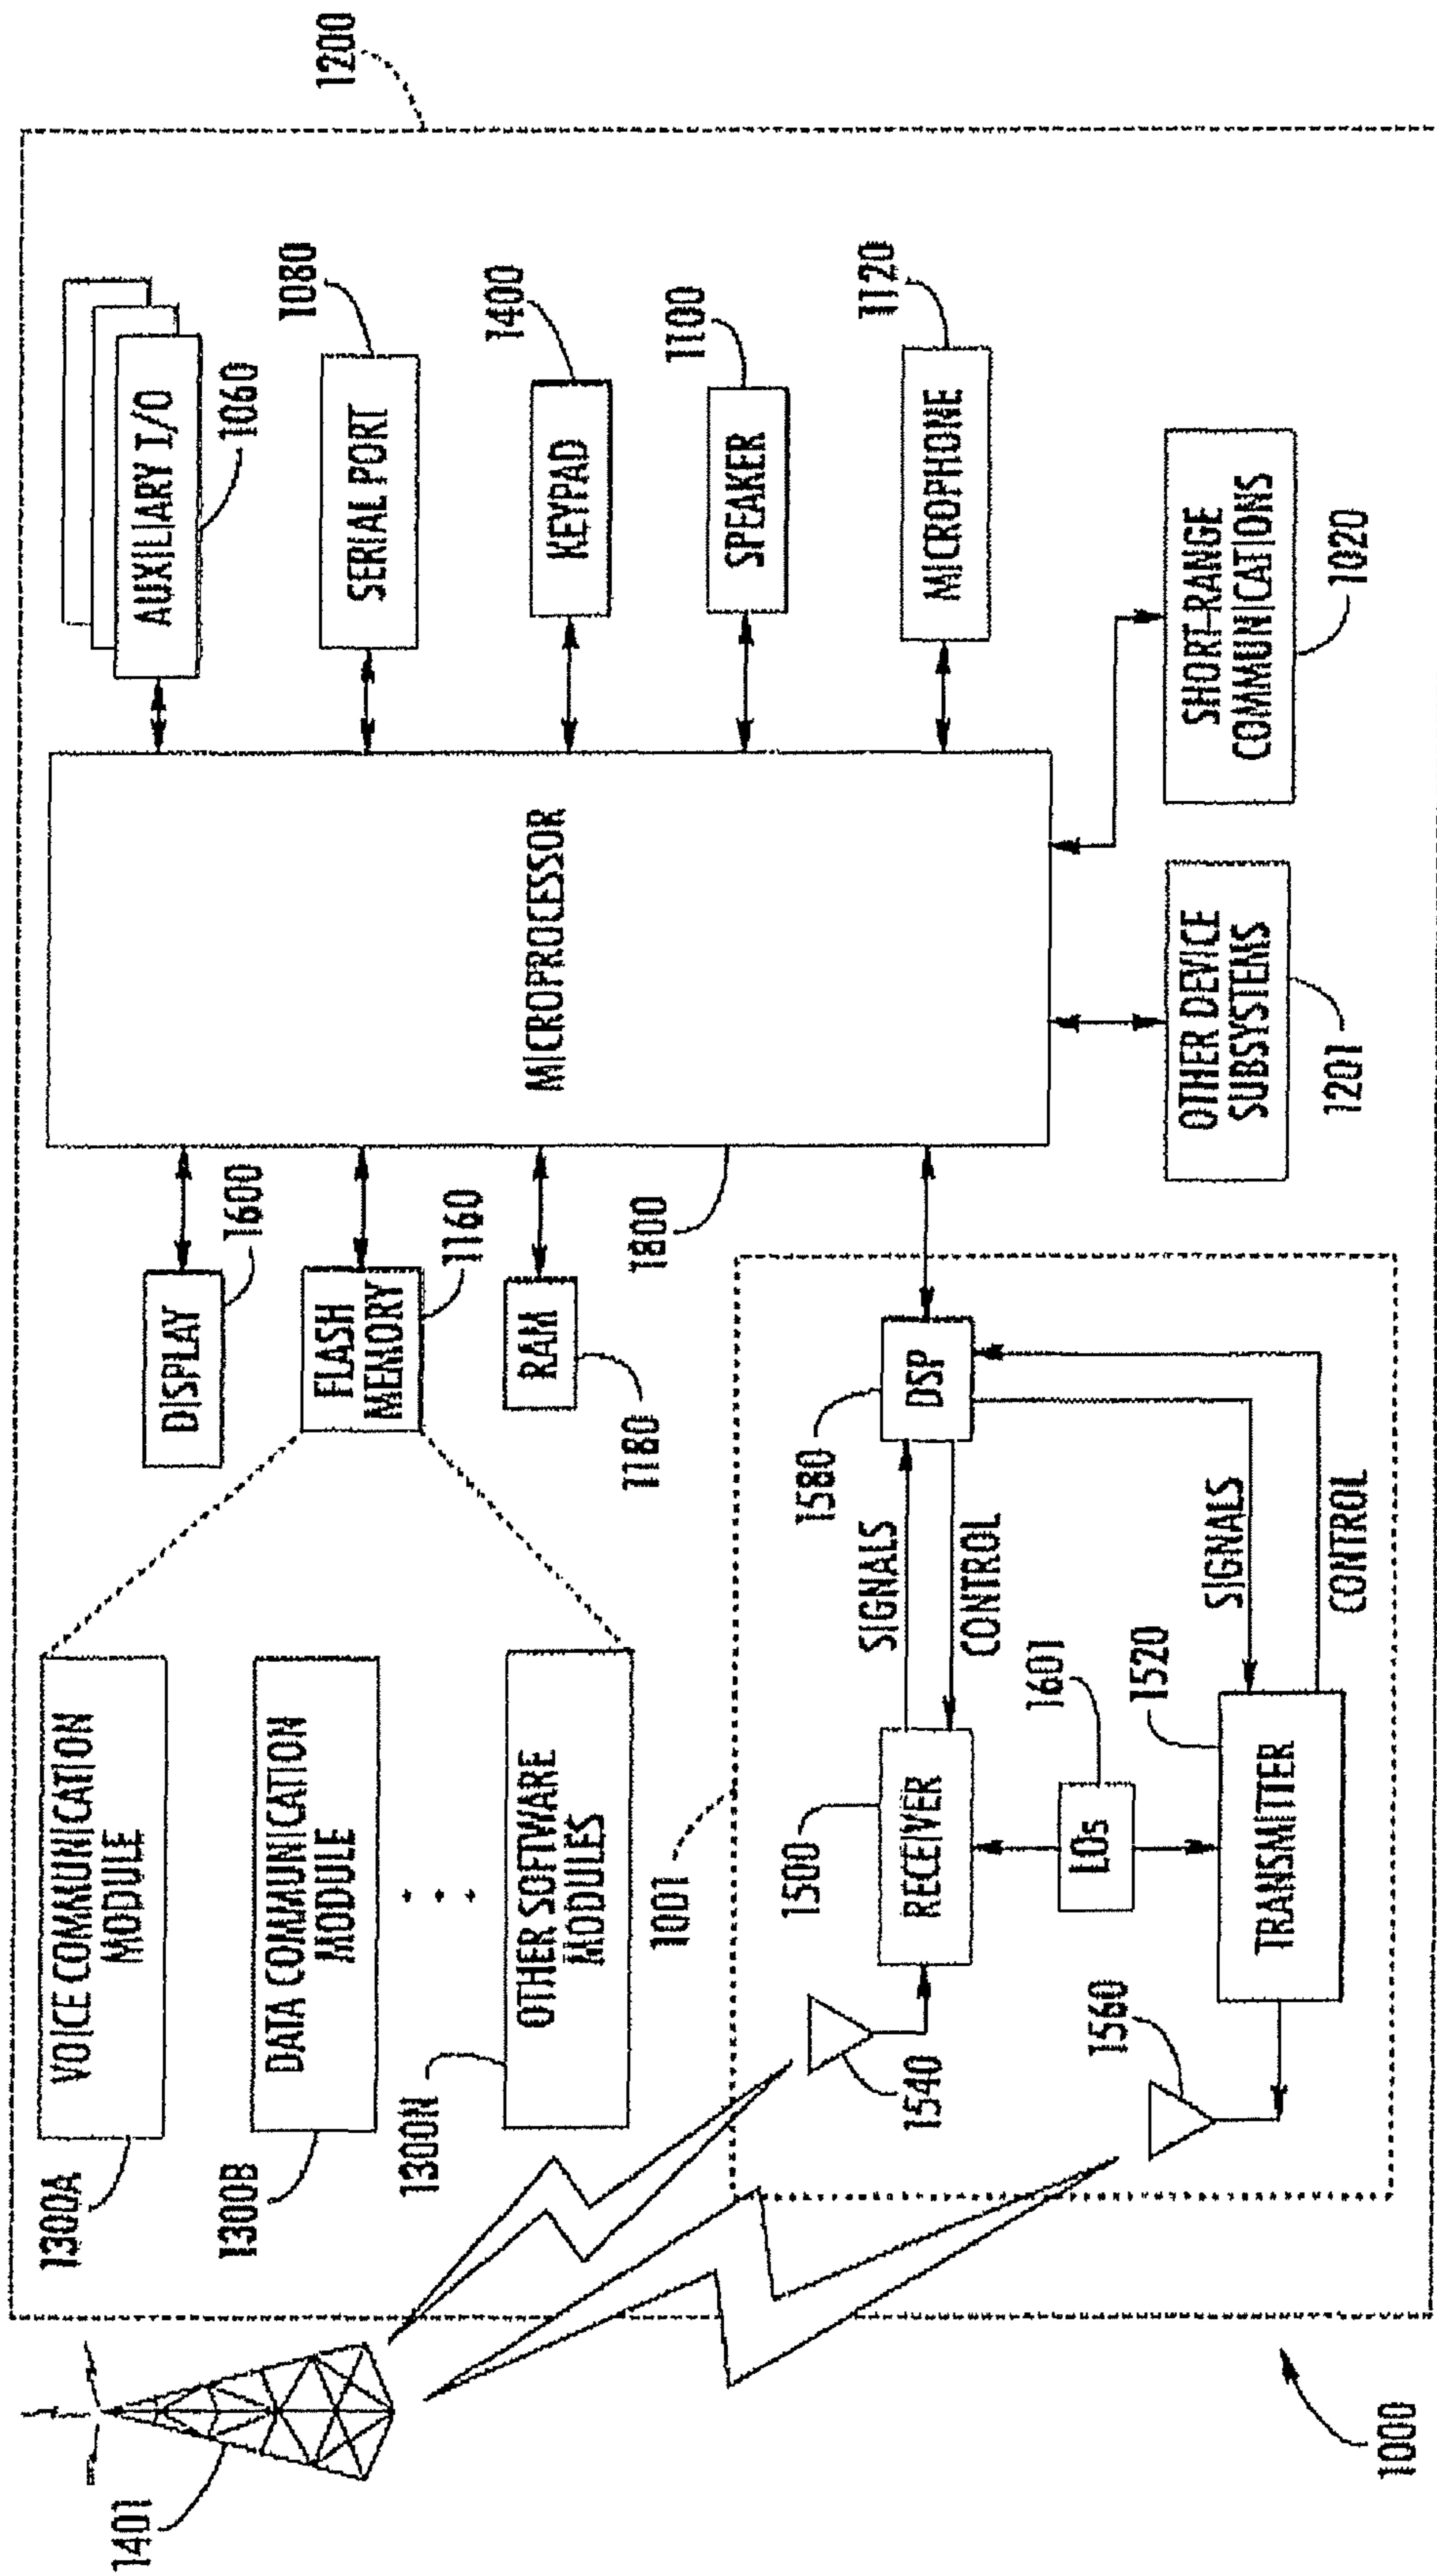 1401
1000
1200
1300A
VOICE COMMUNICATION
MODULE
1300B
DATA COMMUNICATION
MODULE
1300N
OTHER SOFTWARE
MODULES
DISPLAY
1600
FLASH
MEMORY
1160
RAM
1180
MICROPROCESSOR
1800
AUXILIARY I/O
1060
SERIAL PORT
1080
KEYPAD
1400
SPEAKER
1100
MICROPHONE
1120
SHORT-RANGE
COMMUNICATIONS
1020
OTHER DEVICE
SUBSYSTEMS
1201
1001
1500
RECEIVER
1540
SIGNALS
CONTROL
1580
DSP
1601
LOs
1520
TRANSMITTER
1560
SIGNALS
CONTROL